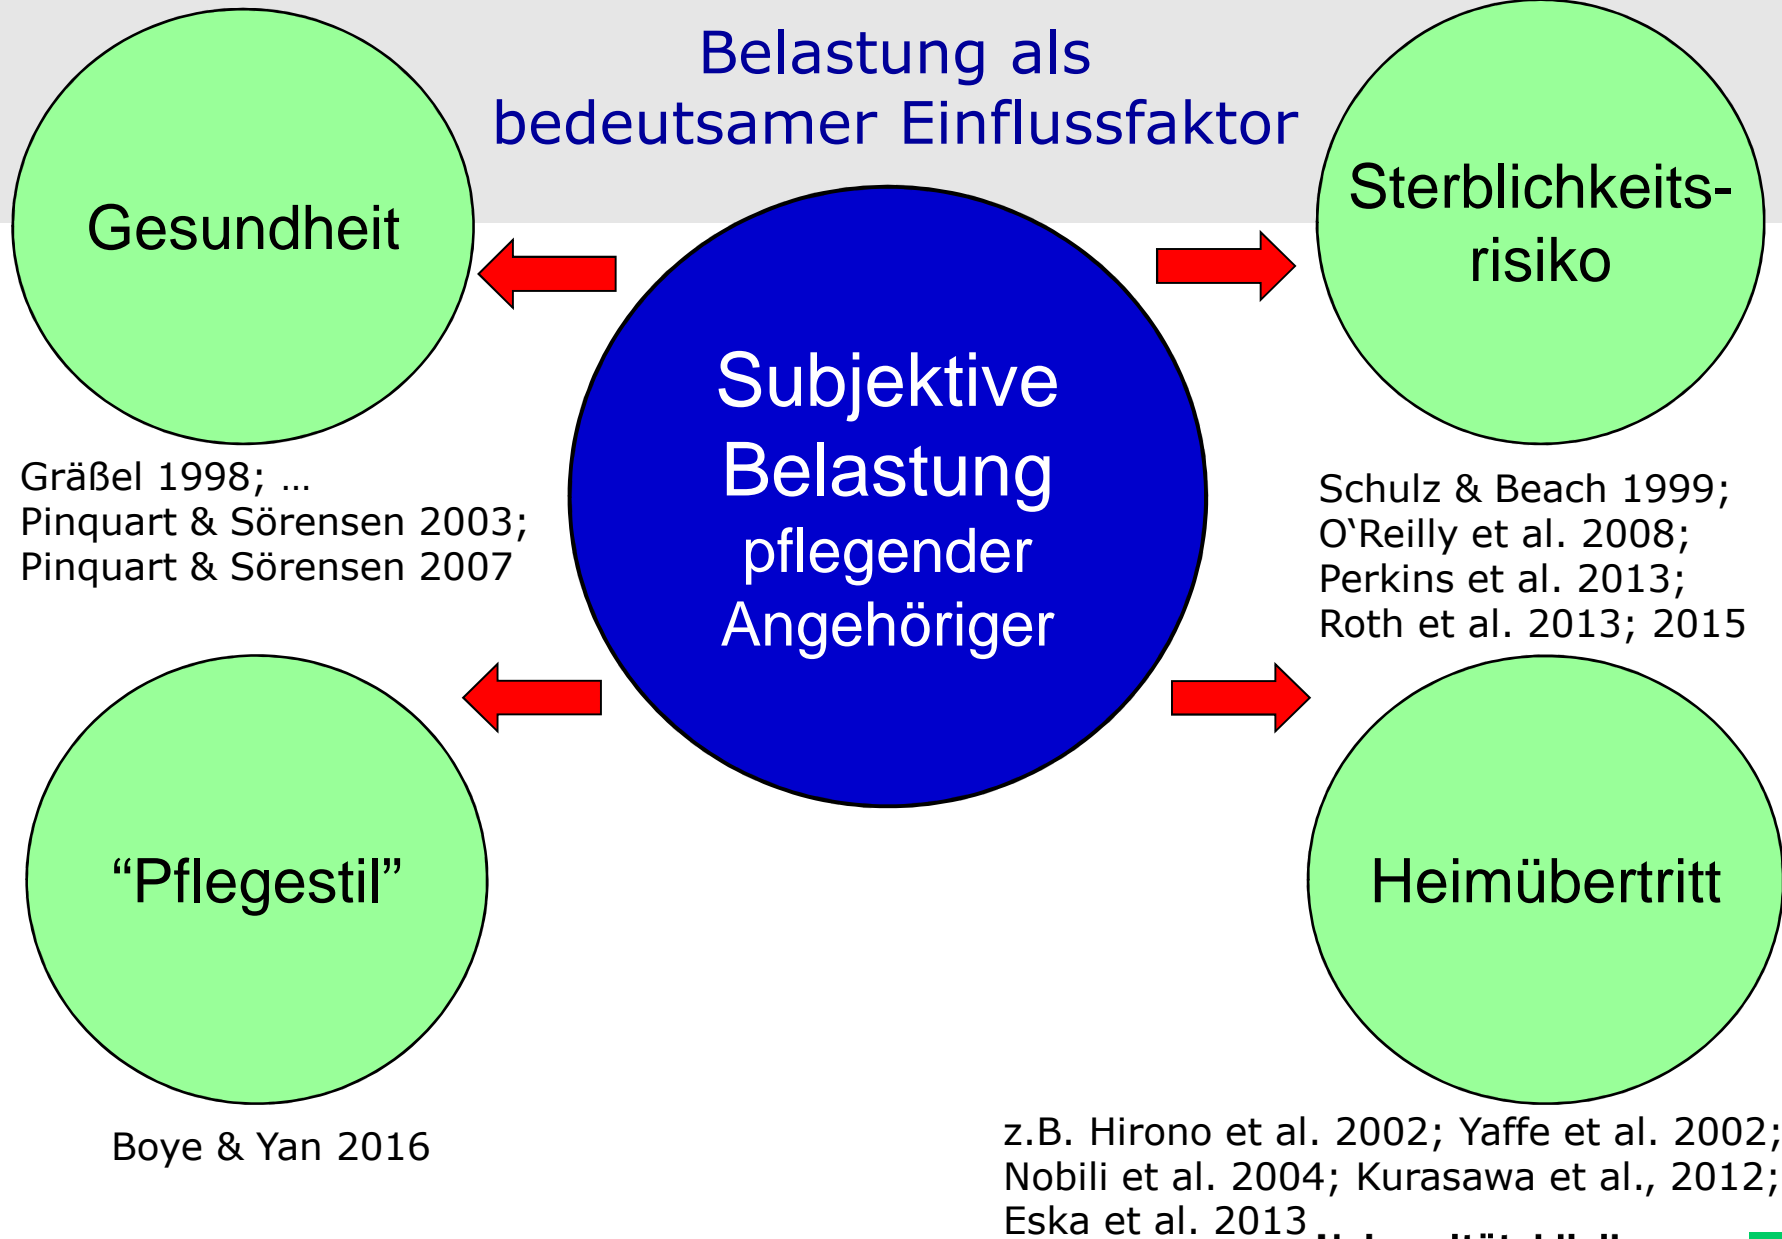 Belastung als
bedeutsamer Einflussfaktor
Gesundheit
Gräßel 1998; …
Pinquart & Sörensen 2003;
Pinquart & Sörensen 2007
Sterblichkeits-
risiko
Schulz & Beach 1999;
O‘Reilly et al. 2008;
Perkins et al. 2013;
Roth et al. 2013; 2015
Subjektive
Belastung
pflegender
Angehöriger
“Pflegestil”
Boye & Yan 2016
Heimübertritt
z.B. Hirono et al. 2002; Yaffe et al. 2002;
Nobili et al. 2004; Kurasawa et al., 2012;
Eska et al. 2013